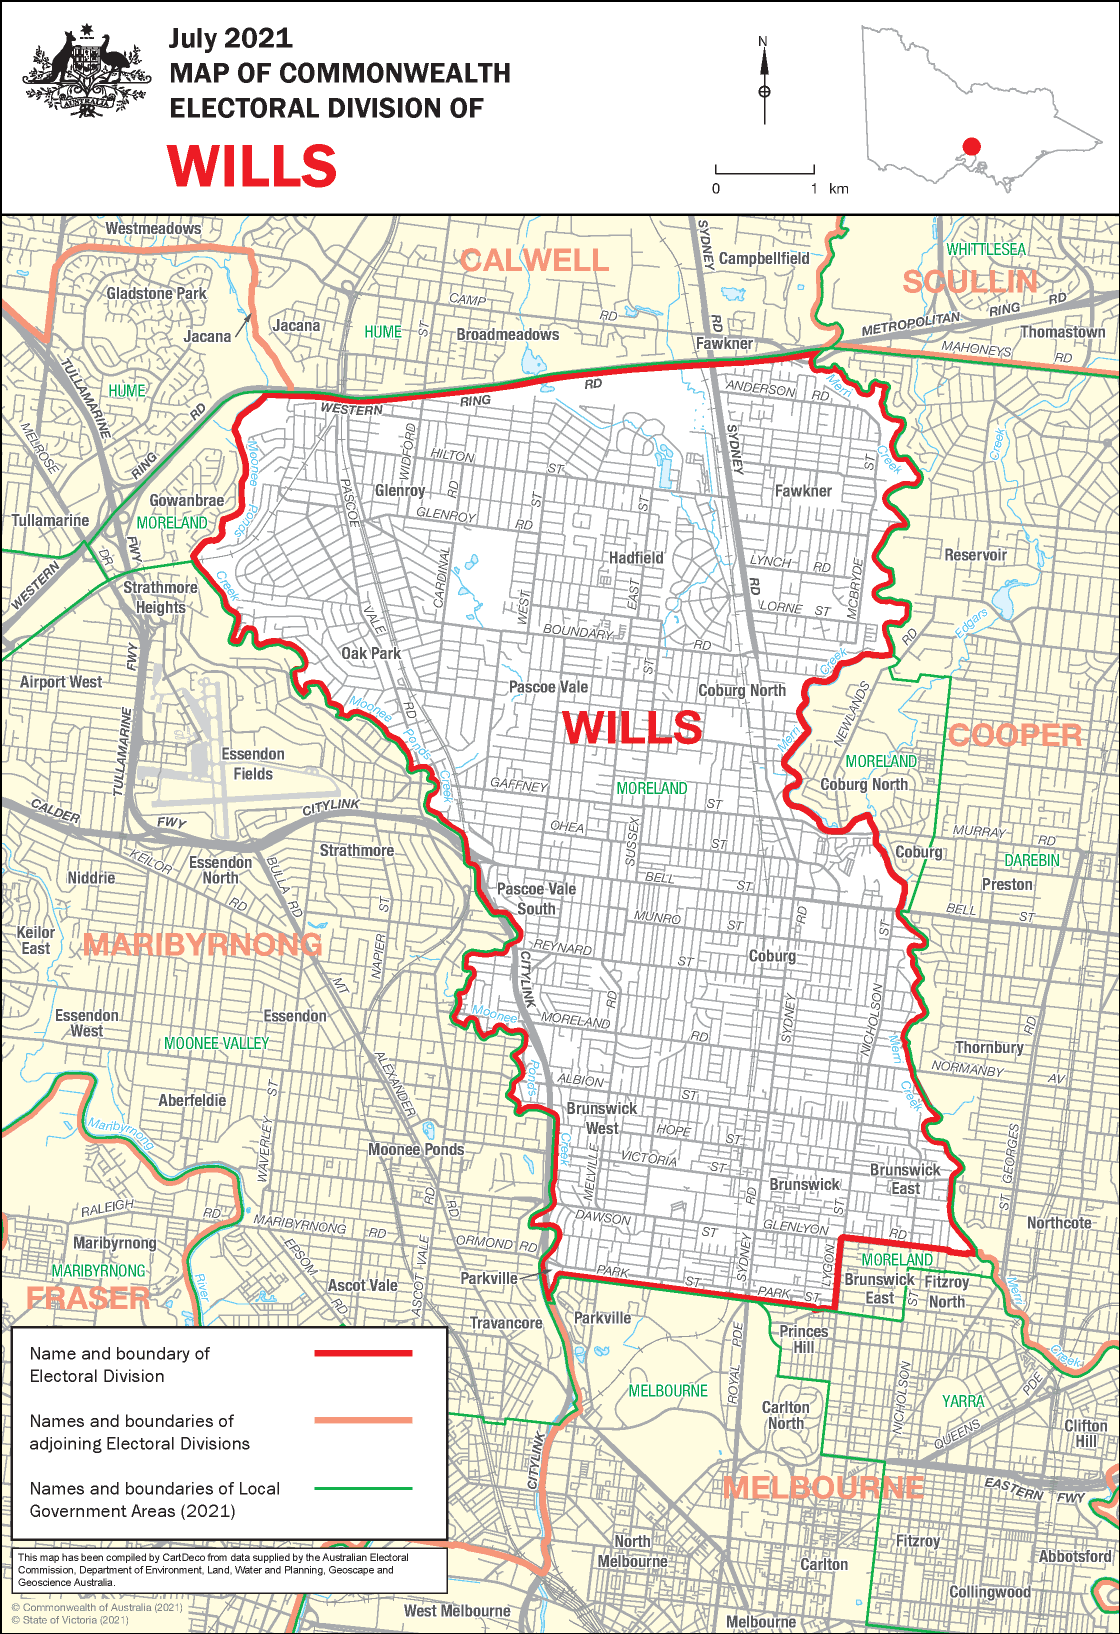 July 2021
MAP OF COMMONWEALTH
ELECTORAL DIVISION OF
WILLS
AUSTRALIA
N
0 1 km
Westmeadows
CALWELL
SYDNEY
RD
Campbellfield
WHITTLESEA
SCULLIN
Gladstone Park
Jacana
Jacana
HUME
CAMP
RD
ST
Broadmeadows
Fawkner
METROPOLITAN RING RD
Thomastown
MAHONEYS RD
TULLAMARINE
FWY
HUME
MELROSE
DR
RING RD
WESTERN RING RD
ANDERSON RD
Merri
Creek
Creek
Moonee
Ponds
Creek
WIDFORD
HILTON ST
Glenroy
RD
GLENROY RD
ST
ST
PASCOE
VALE
RD
SYDNEY
RD
ST
Fawkner
Gowanbrae
MORELAND
Tullamarine
WESTERN
Strathmore
Heights
Hadfield
LYNCH RD
LORNE ST
MCBRYDE
Reservoir
Edgars
CARDINAL
WEST
EAST
BOUNDARY RD
ST
Oak Park
Airport West
FWY
TULLAMARINE
Pascoe Vale
Coburg North
Creek
Merri
RD
NEWLANDS
WILLS
COOPER
Moonee
Ponds
Creek
Essendon
Fields
MORELAND
Coburg North
MORELAND
GAFFNEY ST
CALDER FWY
CITYLINK
OHEA ST
SUSSEX
MURRAY RD
DAREBIN
Preston
Coburg
KEILOR
RD
Essendon
North
BULLA RD
Strathmore
Niddrie
BELL ST
BELL ST
Pascoe Vale
South
MUNRO ST
RD
ST
Keilor
East
MARIBYRNONG
NAPIER
ST
MT
ALEXANDER
RD
REYNARD ST
Coburg
CITYLINK
RD
Essendon
West
Essendon
MOONEE VALLEY
Moonee
MORELAND RD
SYDNEY
NICHOLSON
Merri
Creek
RD
Thornbury
NORMANBY AV
Ponds
ALBION ST
Aberfeldie
ST
WAVERLEY
Maribyrnong
Brunswick
West
HOPE ST
Creek
MELVILLE
VICTORIA ST
Moonee Ponds
Brunswick
East
Brunswick
RD
ST
ST GEORGES
RALEIGH RD
MARIBYRNONG RD
DAWSON ST
GLENLYON RD
Northcote
Maribyrnong
EPSOM
RD
ORMOND RD
RD
VALE
ASCOT
MARIBYRNONG
FRASER
River
Ascot Vale
Parkville
PARK ST
SYDNEY
PARK ST
LYGON
MORELAND
Brunswick
East
Fitzroy
North
ST
Merri
Creek
Travancore
Parkville
Princes
Hill
PDE
ROYAL
MELBOURNE
Carlton
North
NICHOLSON
YARRA
QUEENS
PDE
Clifton
Hill
MELBOURNE
EASTERN FWY
CITYLINK
North
Melbourne
Fitzroy
Carlton
Abbotsford
Collingwood
West Melbourne
Melbourne
Name and boundary of
Electoral Division
Names and boundaries of
adjoining Electoral Divisions
Names and boundaries of Local
Government Areas (2021)
This map has been compiled by CartDeco from data supplied by the Australian Electoral
Commission, Department of Environment, Land, Water and Planning, Geoscape and
Geoscience Australia.
© Commonwealth of Australia (2021)
© State of Victoria (2021)